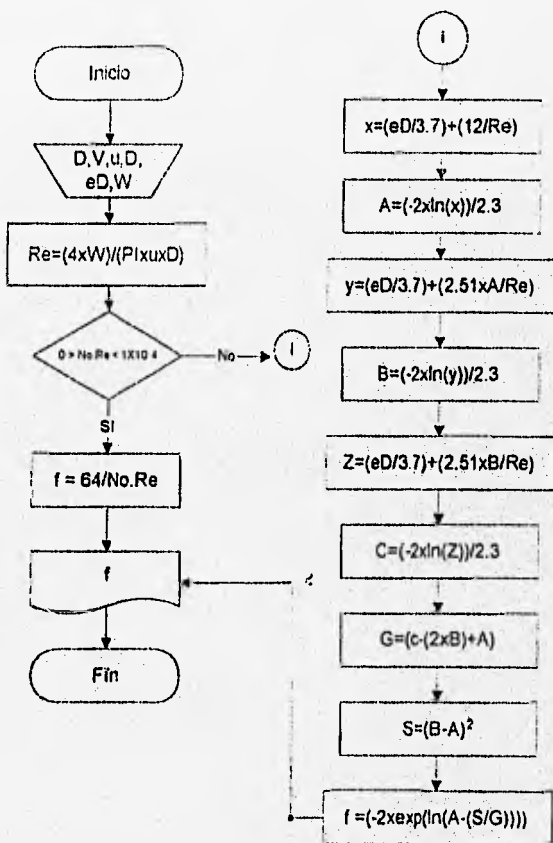 Inicio
D,V,u,D,
eD,W
Re=(4xW)/(PIxuxD)
0 > No.Re < 1X10 4
No
I
SI
f = 64/No.Re
f
Fin
i
x=(eD/3.7)+(12/Re)
A=(-2xln(x))/2.3
y=(eD/3.7)+(2.51xA/Re)
B=(-2xln(y))/2.3
Z=(eD/3.7)+(2.51xB/Re)
C=(-2xln(Z))/2.3
G=(c-(2xB)+A)
S=(B-A)²
f =(-2xexp(ln(A-(S/G))))